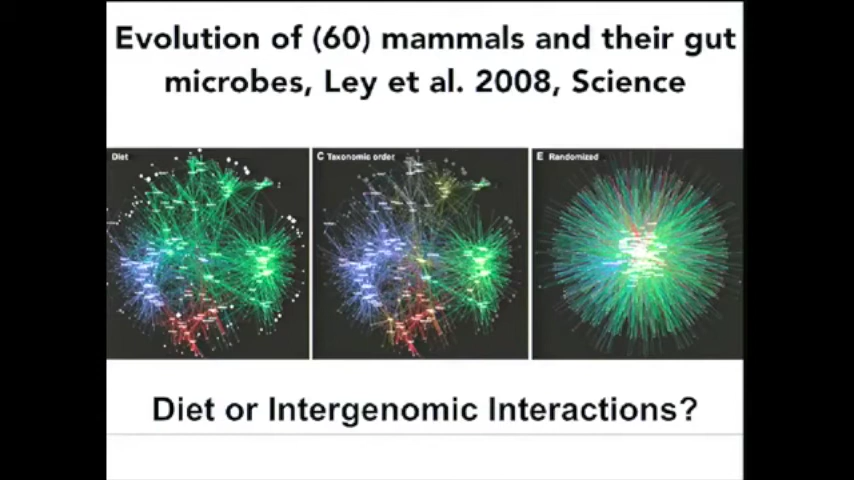 Evolution of (60) mammals and their gut
microbes, Ley et al. 2008, Science
Diet
C Taxonomic order
E Randomized
Diet or Intergenomic Interactions?